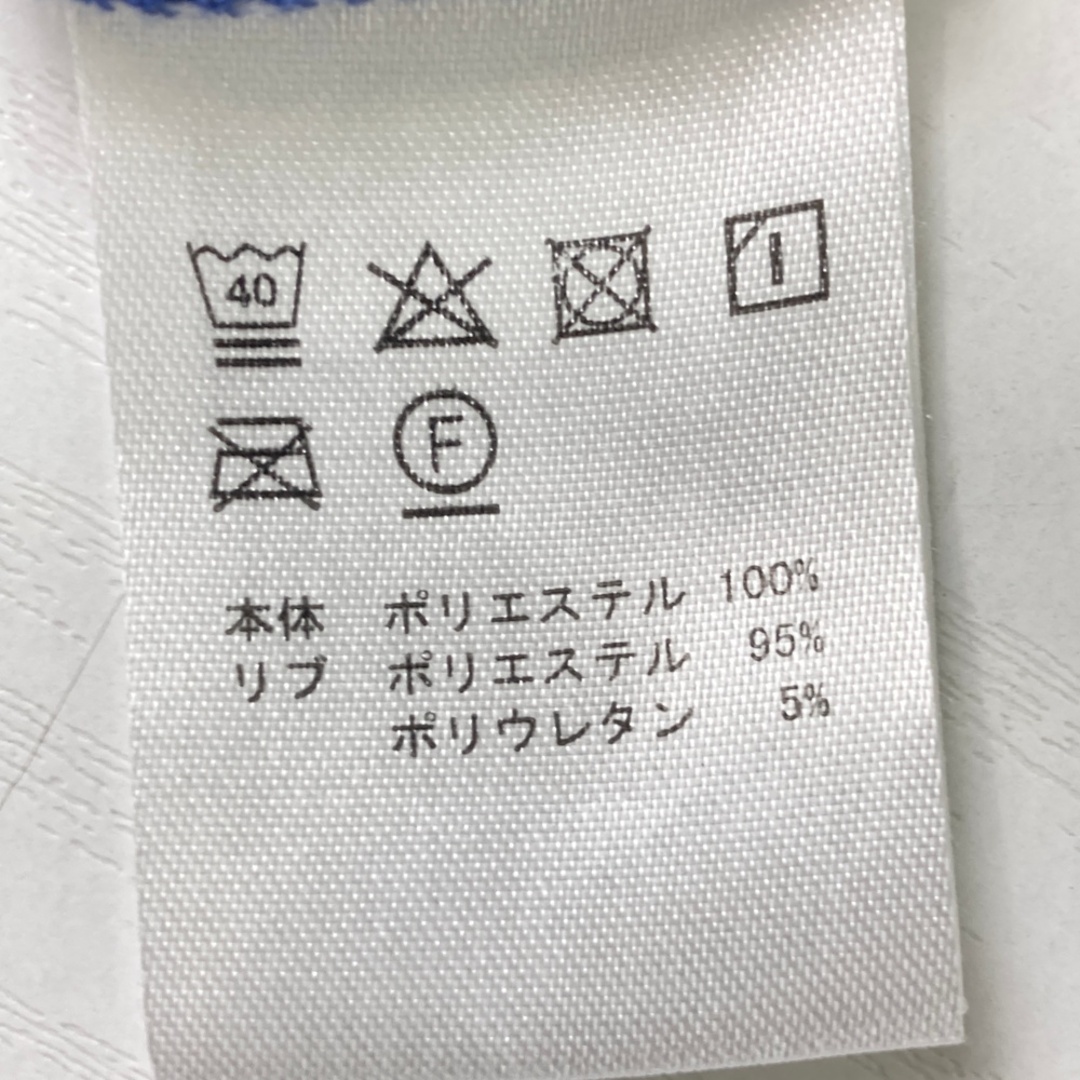 40
F
本体 ポリエステル 100%
リブ ポリエステル 95%
ポリウレタン 5%